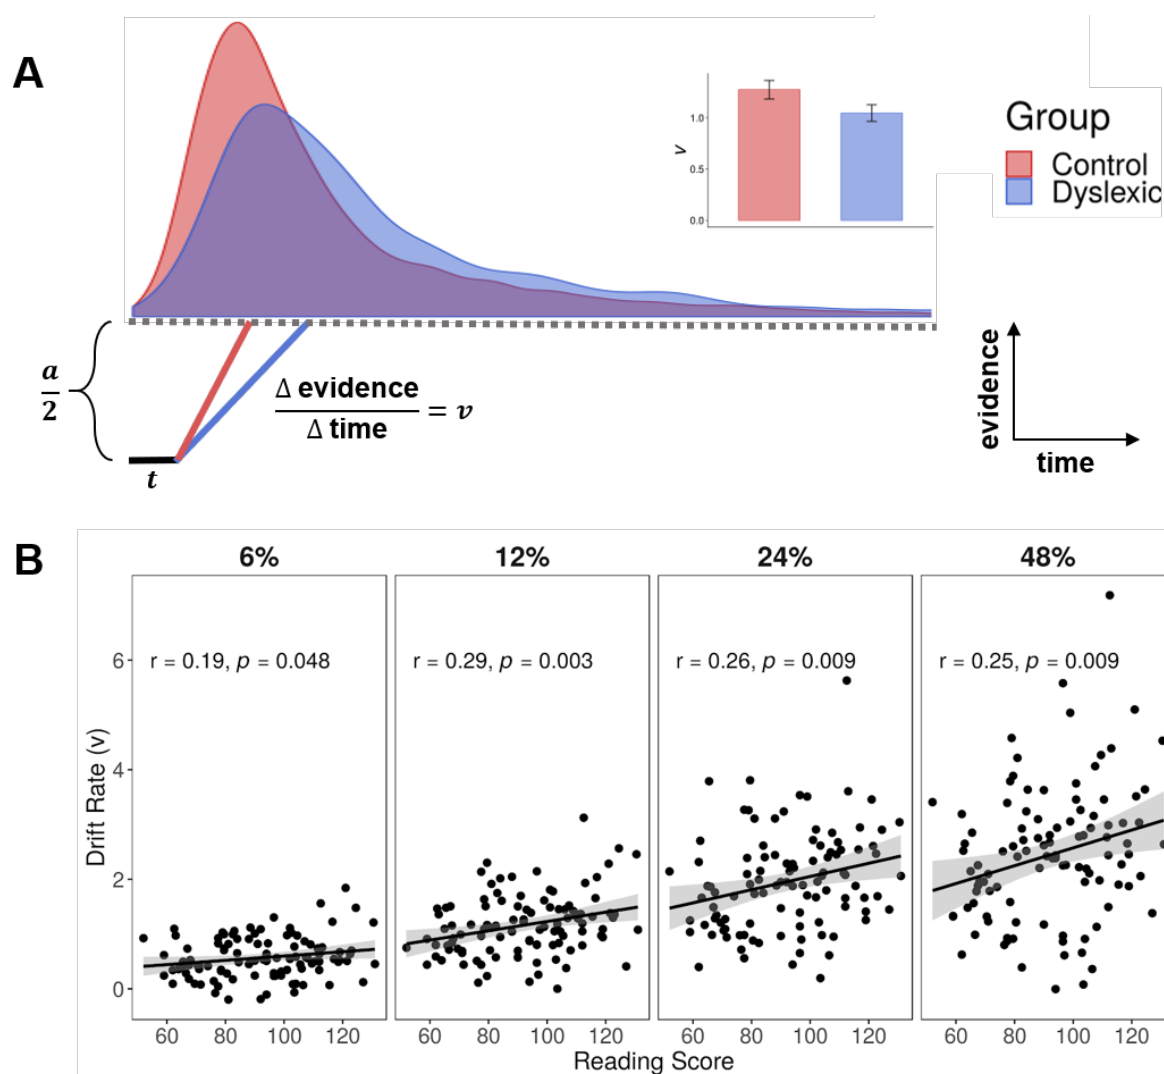 A
Group
Control
Dyslexic
v
1.0
0.5
0.0
a
2
Δ evidence
Δ time
= v
t
evidence
time
B
6% 12% 24% 48%
r = 0.19, p = 0.048 r = 0.29, p = 0.003 r = 0.26, p = 0.009 r = 0.25, p = 0.009
Drift Rate (v)
6
4
2
0
60 80 100 120 60 80 100 120 60 80 100 120 60 80 100 120
Reading Score